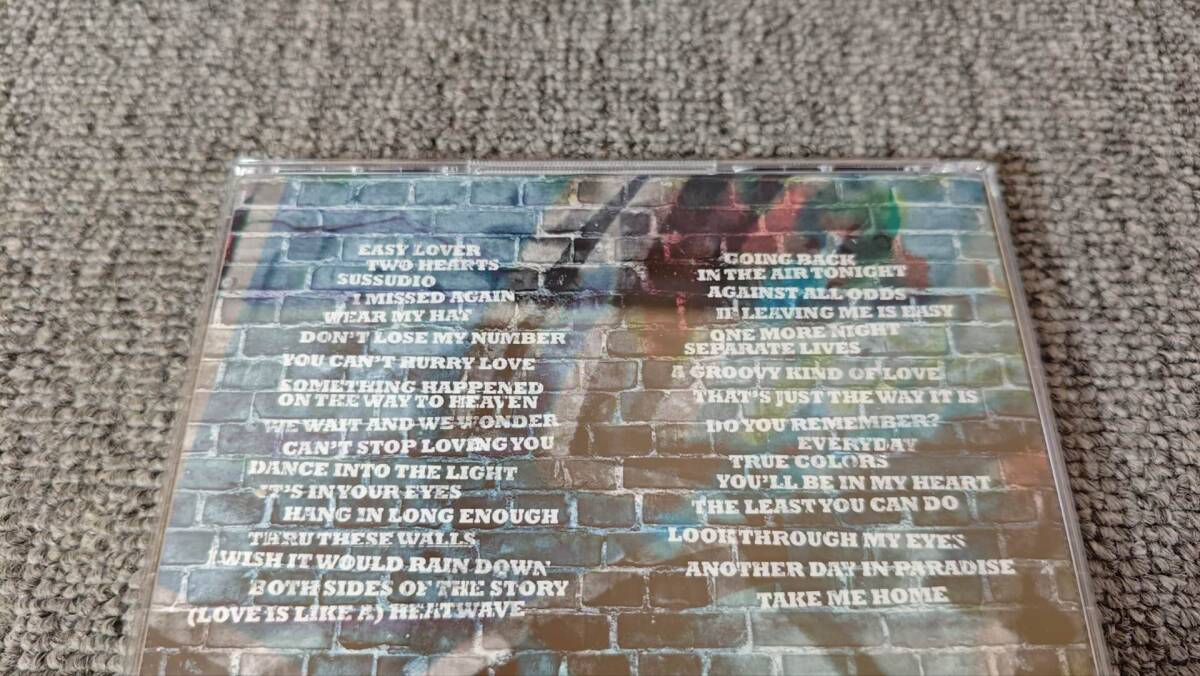 EASY LOVER
TWO HEARTS
SUSSUDIO
I MISSED AGAIN
WEAR MY HAT
DON'T LOSE MY NUMBER
YOU CAN'T HURRY LOVE
SOMETHING HAPPENED
ON THE WAY TO HEAVEN
WE WAIT AND WE WONDER
CAN'T STOP LOVING YOU
DANCE INTO THE LIGHT
IT'S IN YOUR EYES
HANG IN LONG ENOUGH
THRU THESE WALLS
I WISH IT WOULD RAIN DOWN
BOTH SIDES OF THE STORY
(LOVE IS LIKE A) HEATWAVE
GOING BACK
IN THE AIR TONIGHT
AGAINST ALL ODDS
IF LEAVING ME IS EASY
ONE MORE NIGHT
SEPARATE LIVES
A GROOVY KIND OF LOVE
THAT'S JUST THE WAY IT IS
DO YOU REMEMBER?
EVERYDAY
TRUE COLORS
YOU'LL BE IN MY HEART
THE LEAST YOU CAN DO
LOOK THROUGH MY EYES
ANOTHER DAY IN PARADISE
TAKE ME HOME